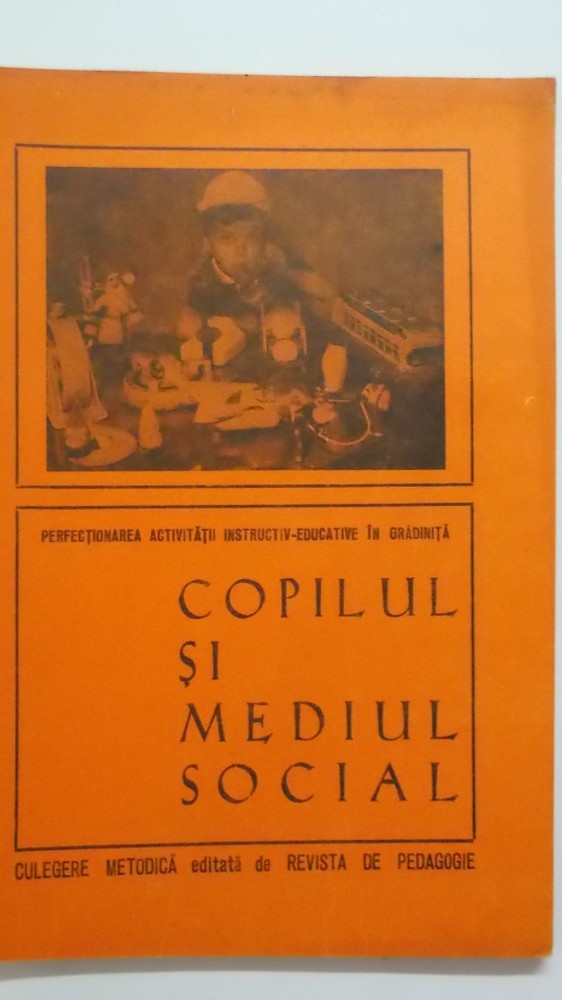 PERFECȚIONAREA ACTIVITĂȚII INSTRUCTIV-EDUCATIVE ÎN GRĂDINIȚĂ
COPILUL
ȘI
MEDIUL
SOCIAL
CULEGERE METODICĂ editată de REVISTA DE PEDAGOGIE